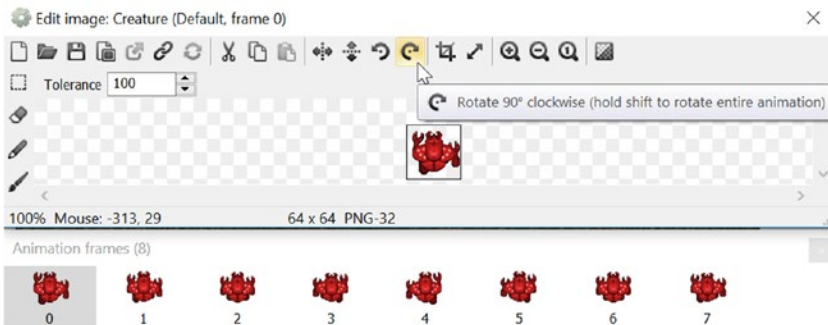 Edit image: Creature (Default, frame 0)
Tolerance 100
Rotate 90° clockwise (hold shift to rotate entire animation)
100% Mouse: -313, 29 64 x 64 PNG-32
Animation frames (8)
0 1 2 3 4 5 6 7